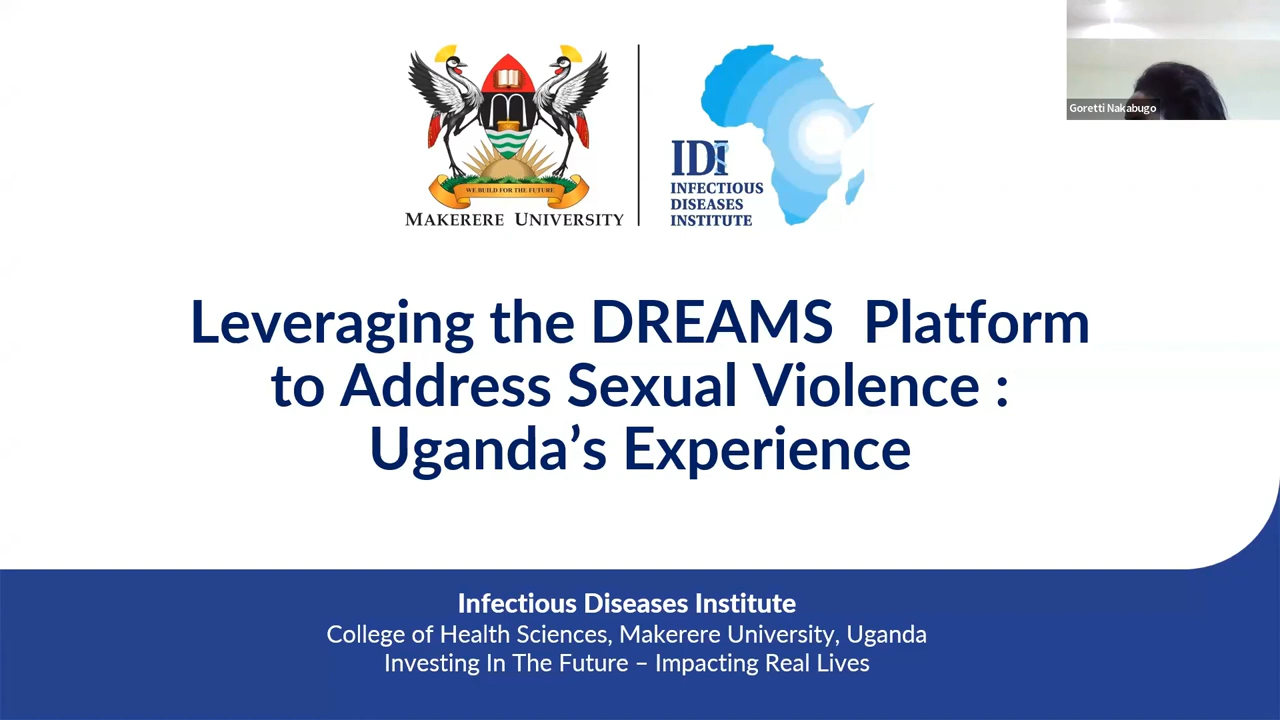 WE BUILD FOR THE FUTURE
MAKERERE UNIVERSITY
IDI
INFECTIOUS
DISEASES
INSTITUTE
Goretti Nakabugo
Leveraging the DREAMS Platform
to Address Sexual Violence :
Uganda’s Experience
Infectious Diseases Institute
College of Health Sciences, Makerere University, Uganda
Investing In The Future – Impacting Real Lives